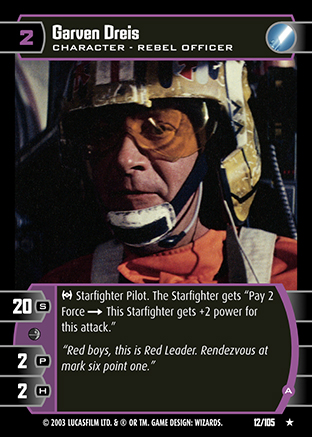 2
Garven Dreis
CHARACTER - REBEL OFFICER
20 S
Starfighter Pilot. The Starfighter gets "Pay 2
Force → This Starfighter gets +2 power for
this attack."
2 P
"Red boys, this is Red Leader. Rendezvous at
mark six point one."
2 H
A
© 2003 LUCASFILM LTD. & ® OR TM. GAME DESIGN: WIZARDS.
12/105